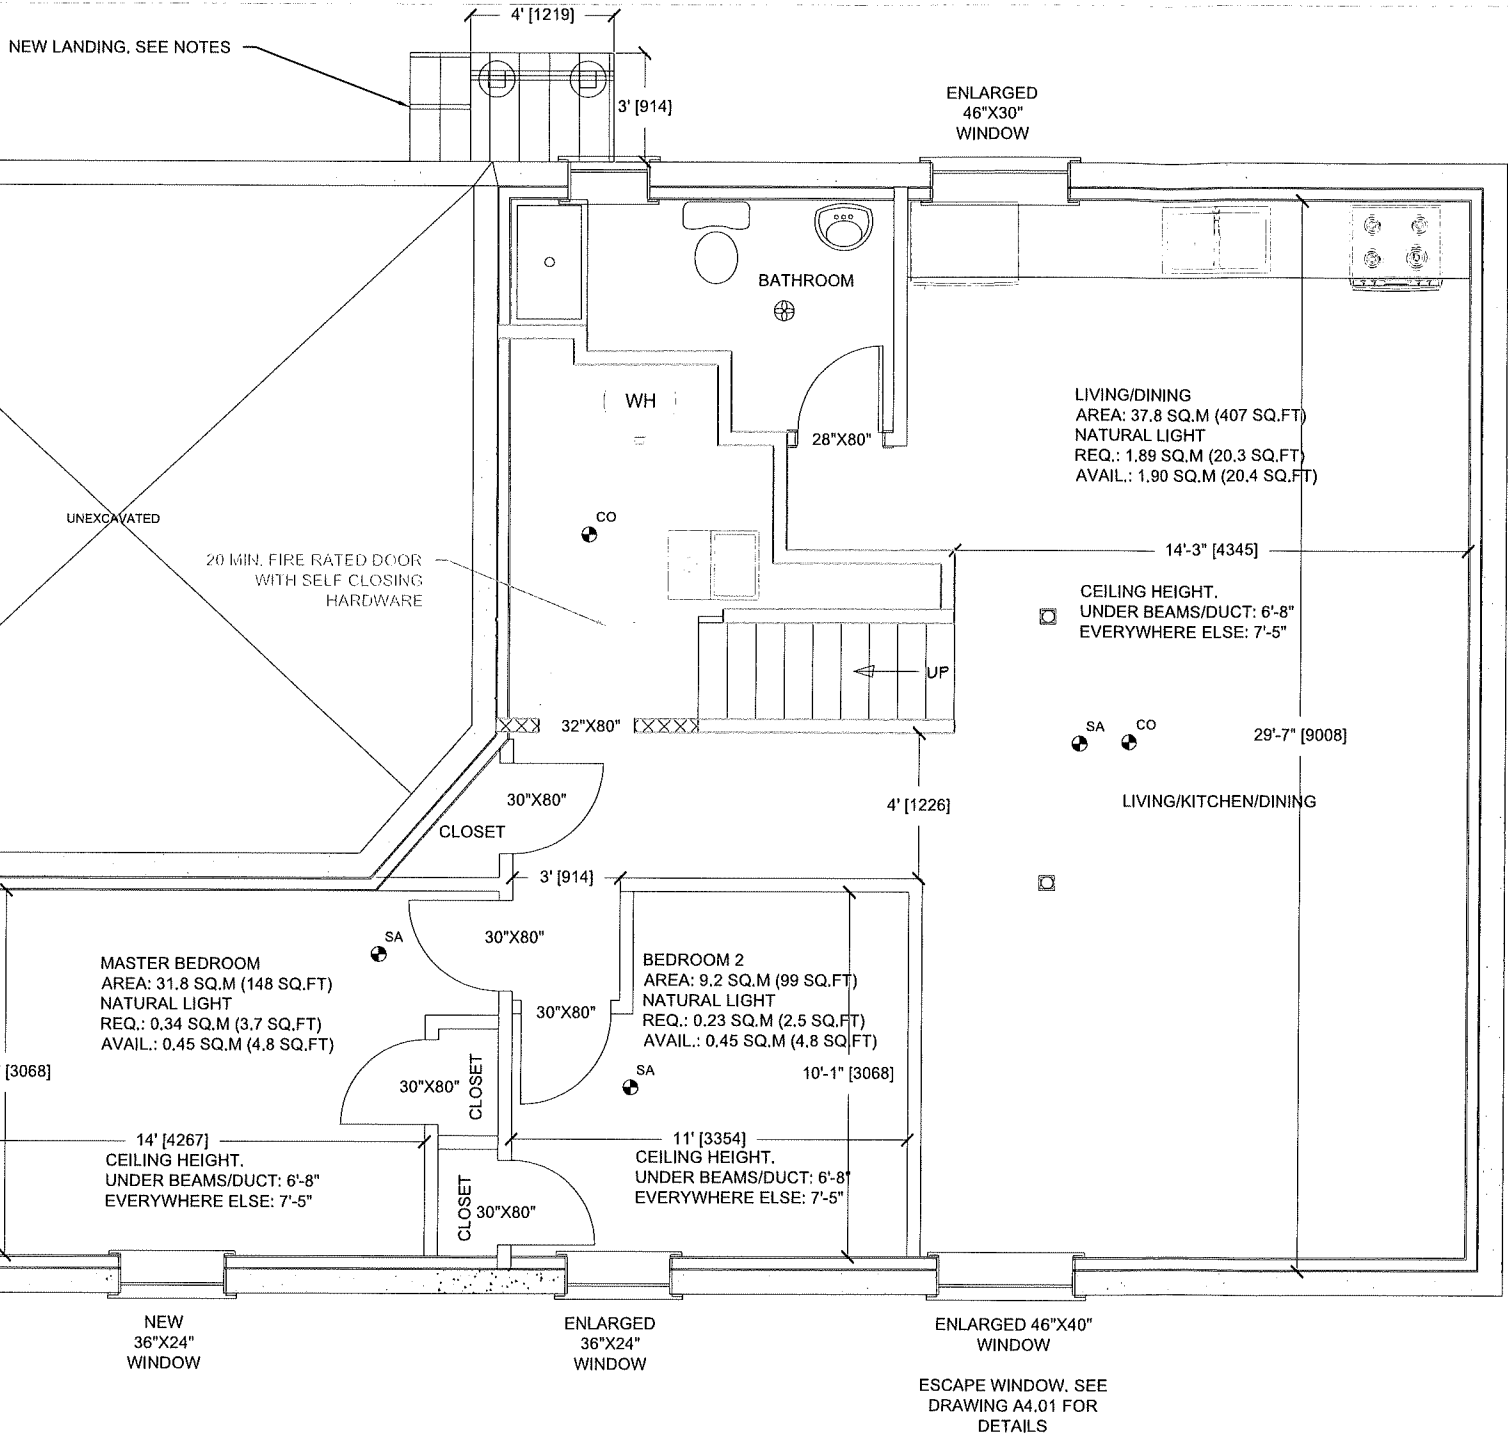 4' [1219]
NEW LANDING. SEE NOTES
3' [914]
ENLARGED
46"X30"
WINDOW
BATHROOM
WH
28"X80"
LIVING/DINING
AREA: 37.8 SQ.M (407 SQ.FT)
NATURAL LIGHT
REQ.: 1.89 SQ.M (20.3 SQ.FT)
AVAIL.: 1.90 SQ.M (20.4 SQ.FT)
UNEXCAVATED
CO
20 MIN. FIRE RATED DOOR
WITH SELF CLOSING
HARDWARE
14'-3" [4345]
CEILING HEIGHT.
UNDER BEAMS/DUCT: 6'-8"
EVERYWHERE ELSE: 7'-5"
UP
32"X80"
SA
CO
29'-7" [9008]
30"X80"
CLOSET
4' [1226]
LIVING/KITCHEN/DINING
3' [914]
30"X80"
SA
MASTER BEDROOM
AREA: 31.8 SQ.M (148 SQ.FT)
NATURAL LIGHT
REQ.: 0.34 SQ.M (3.7 SQ.FT)
AVAIL.: 0.45 SQ.M (4.8 SQ.FT)
BEDROOM 2
AREA: 9.2 SQ.M (99 SQ.FT)
NATURAL LIGHT
REQ.: 0.23 SQ.M (2.5 SQ.FT)
AVAIL.: 0.45 SQ.M (4.8 SQ.FT)
30"X80"
" [3068]
30"X80"
CLOSET
SA
10'-1" [3068]
14' [4267]
CEILING HEIGHT.
UNDER BEAMS/DUCT: 6'-8"
EVERYWHERE ELSE: 7'-5"
11' [3354]
CEILING HEIGHT.
UNDER BEAMS/DUCT: 6'-8"
EVERYWHERE ELSE: 7'-5"
CLOSET
30"X80"
NEW
36"X24"
WINDOW
ENLARGED
36"X24"
WINDOW
ENLARGED 46"X40"
WINDOW
ESCAPE WINDOW. SEE
DRAWING A4.01 FOR
DETAILS